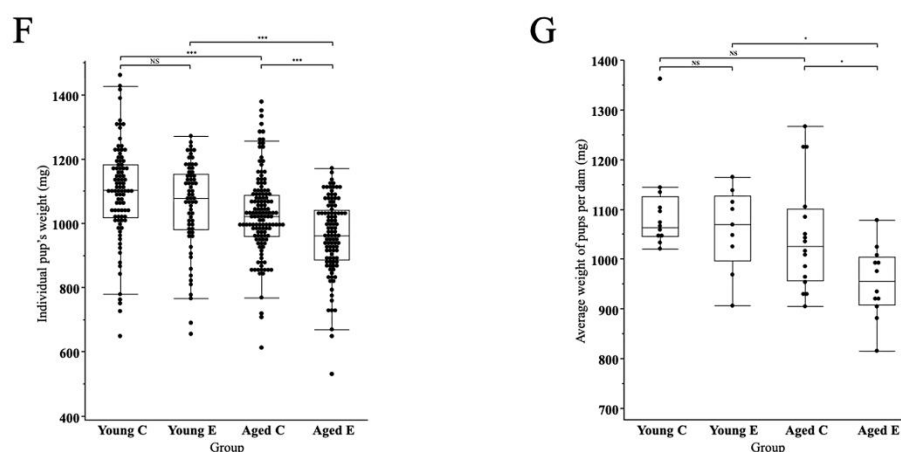 F
***
***
NS
***
Individual pup's weight (mg)
1400
1200
1000
800
600
400
Young C
Young E
Aged C
Aged E
Group
G
*
NS
NS
*
Average weight of pups per dam (mg)
1400
1300
1200
1100
1000
900
800
700
Young C
Young E
Aged C
Aged E
Group